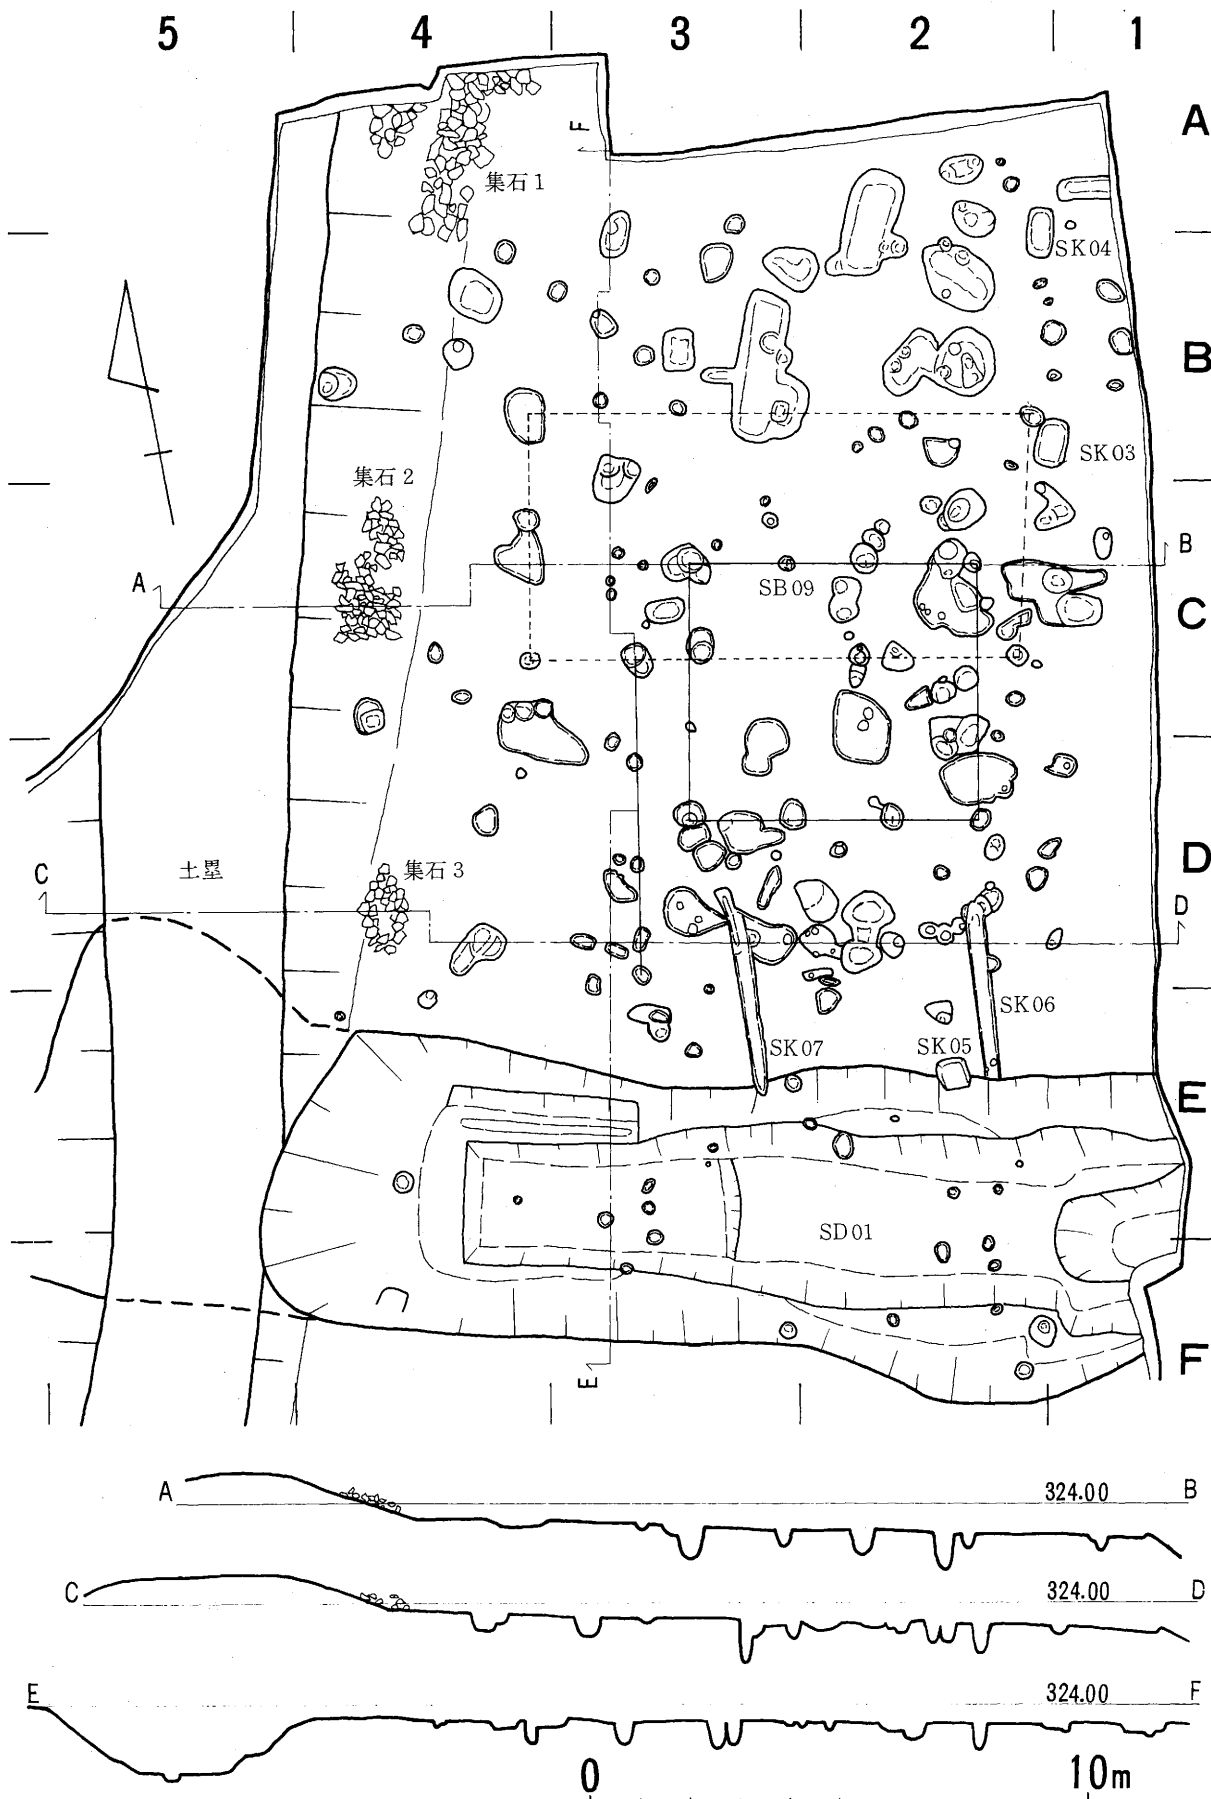 5 4 3 2 1
A
F
集石1
SK04
B
SK03
集石2
B
A
SB09
C
土塁
集石3
C
D
D
SK06
SK07
SK05
E
SD01
F
E
A 324.00 B
C 324.00 D
E 324.00 F
0 10m